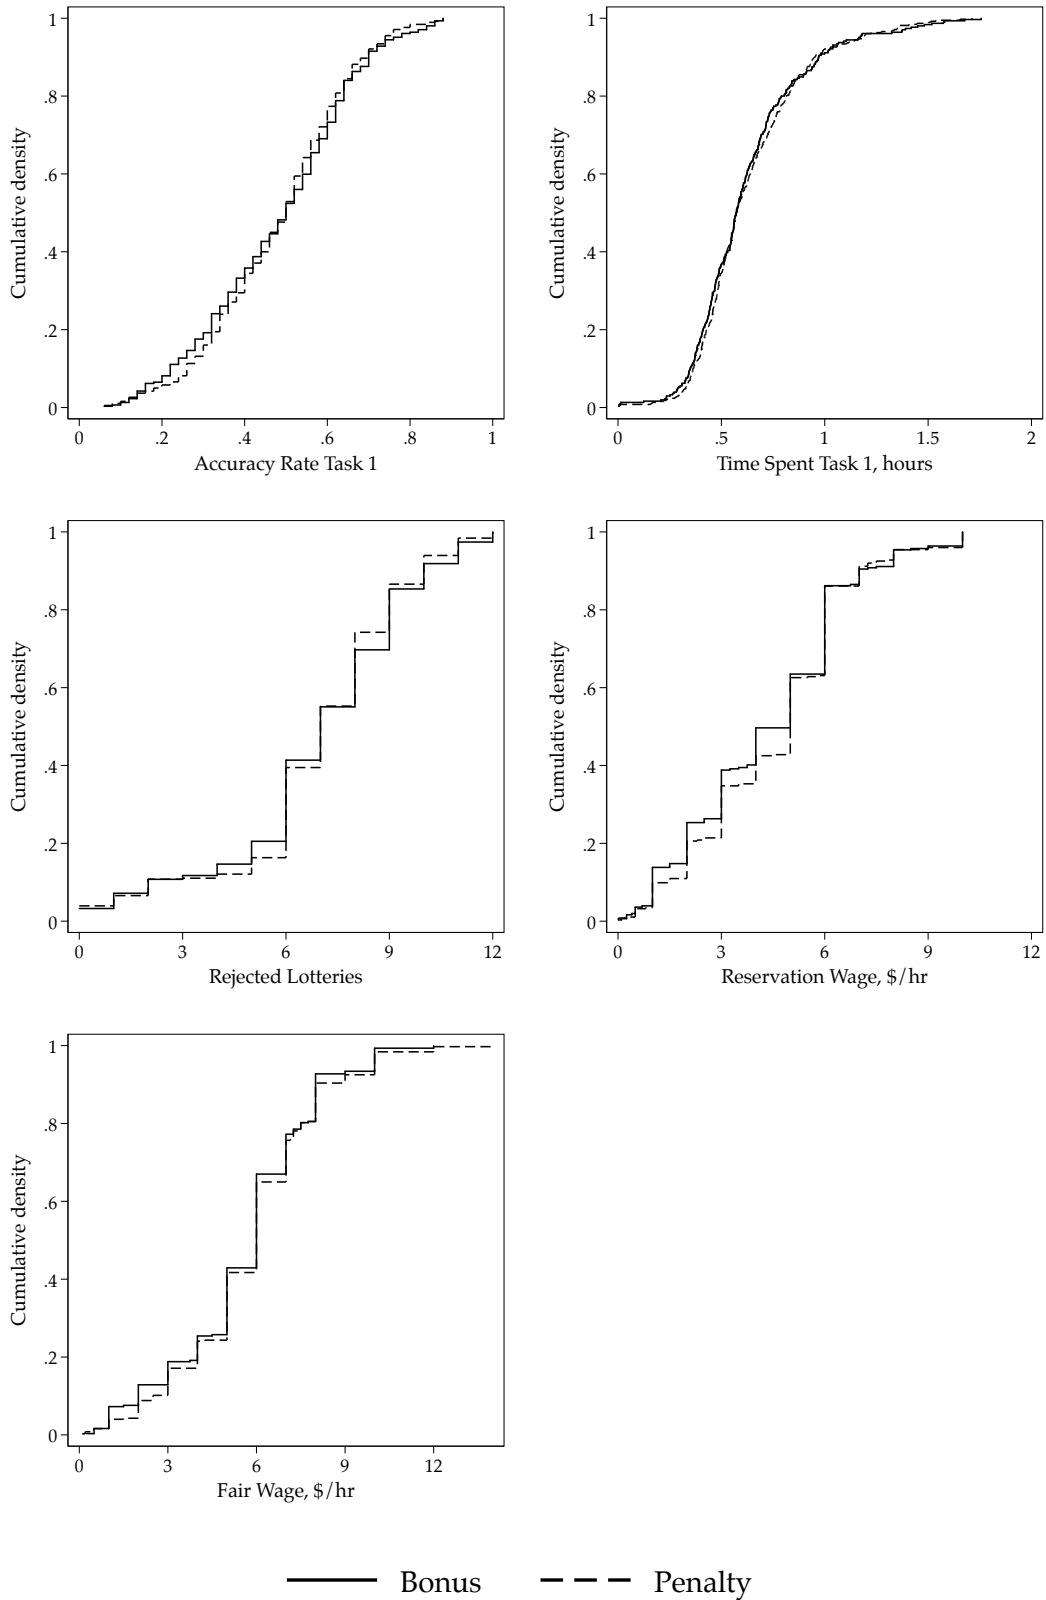 Cumulative density
1
.8
.6
.4
.2
0
0 .2 .4 .6 .8 1
Accuracy Rate Task 1
Cumulative density
1
.8
.6
.4
.2
0
0 .5 1 1.5 2
Time Spent Task 1, hours
Cumulative density
1
.8
.6
.4
.2
0
0 3 6 9 12
Rejected Lotteries
Cumulative density
1
.8
.6
.4
.2
0
0 3 6 9 12
Reservation Wage, $/hr
Cumulative density
1
.8
.6
.4
.2
0
0 3 6 9 12
Fair Wage, $/hr
Bonus Penalty